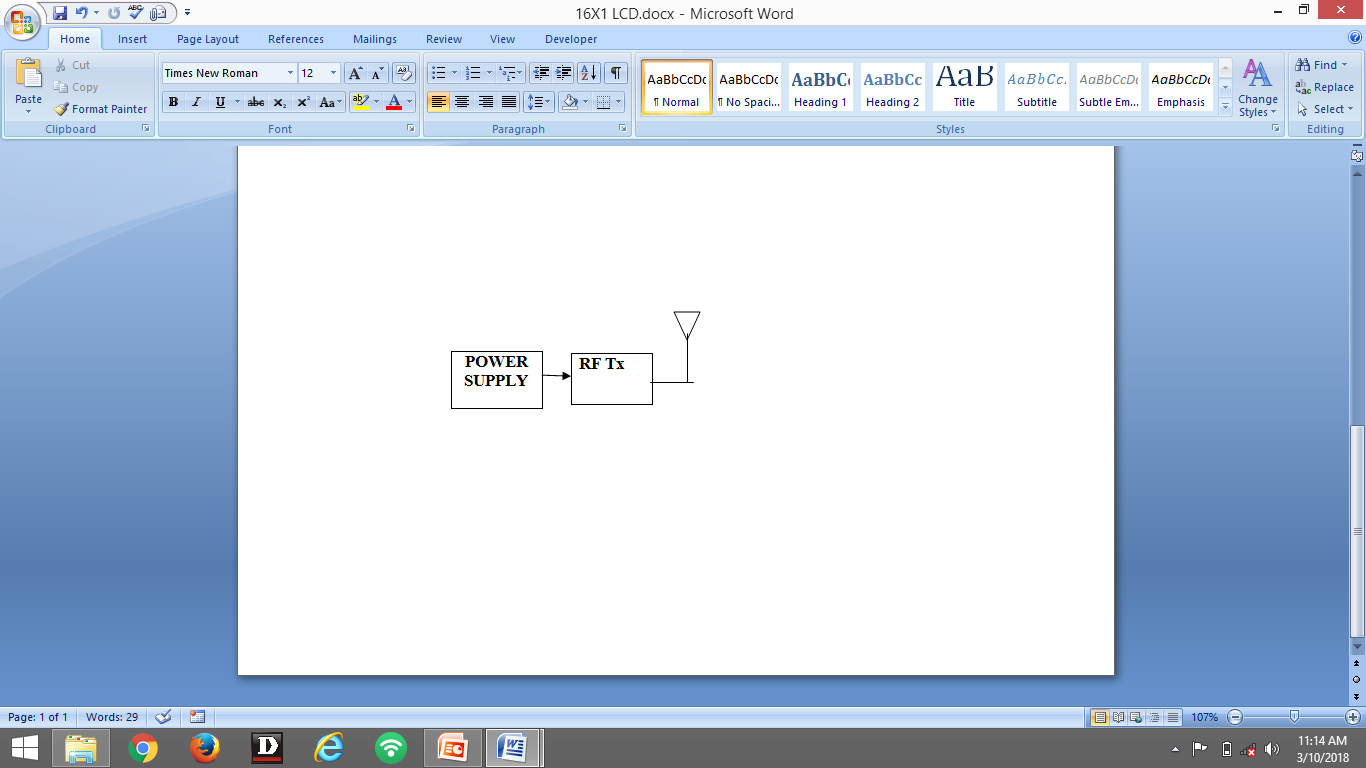 16X1 LCD.docx - Microsoft Word
Home Insert Page Layout References Mailings Review View Developer
Paste
Cut
Copy
Format Painter
Clipboard
Times New Roman 12
Font
Paragraph
AaBbCcDc AaBbCcDc AaBbC AaBbCc AaB AaBbCc. AaBbCcDc AaBbCcDc
¶ Normal ¶ No Spaci... Heading 1 Heading 2 Title Subtitle Subtle Em... Emphasis
Change
Styles
Styles
Find
Replace
Select
Editing
POWER
SUPPLY
RF Tx
Page: 1 of 1 Words: 29
107%
11:14 AM
3/10/2018